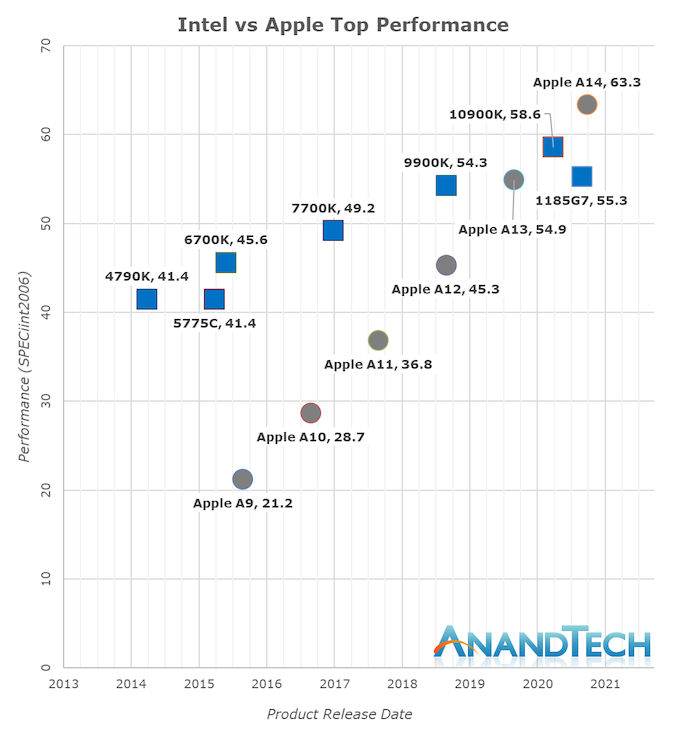 Intel vs Apple Top Performance
70
Apple A14, 63.3
10900K, 58.6
60
9900K, 54.3
1185G7, 55.3
7700K, 49.2
50
Apple A13, 54.9
6700K, 45.6
4790K, 41.4
Apple A12, 45.3
40
5775C, 41.4
Apple A11, 36.8
Performance (SPECiint2006)
30
Apple A10, 28.7
20
Apple A9, 21.2
10
ANANDTECH
0
2013 2014 2015 2016 2017 2018 2019 2020 2021
Product Release Date